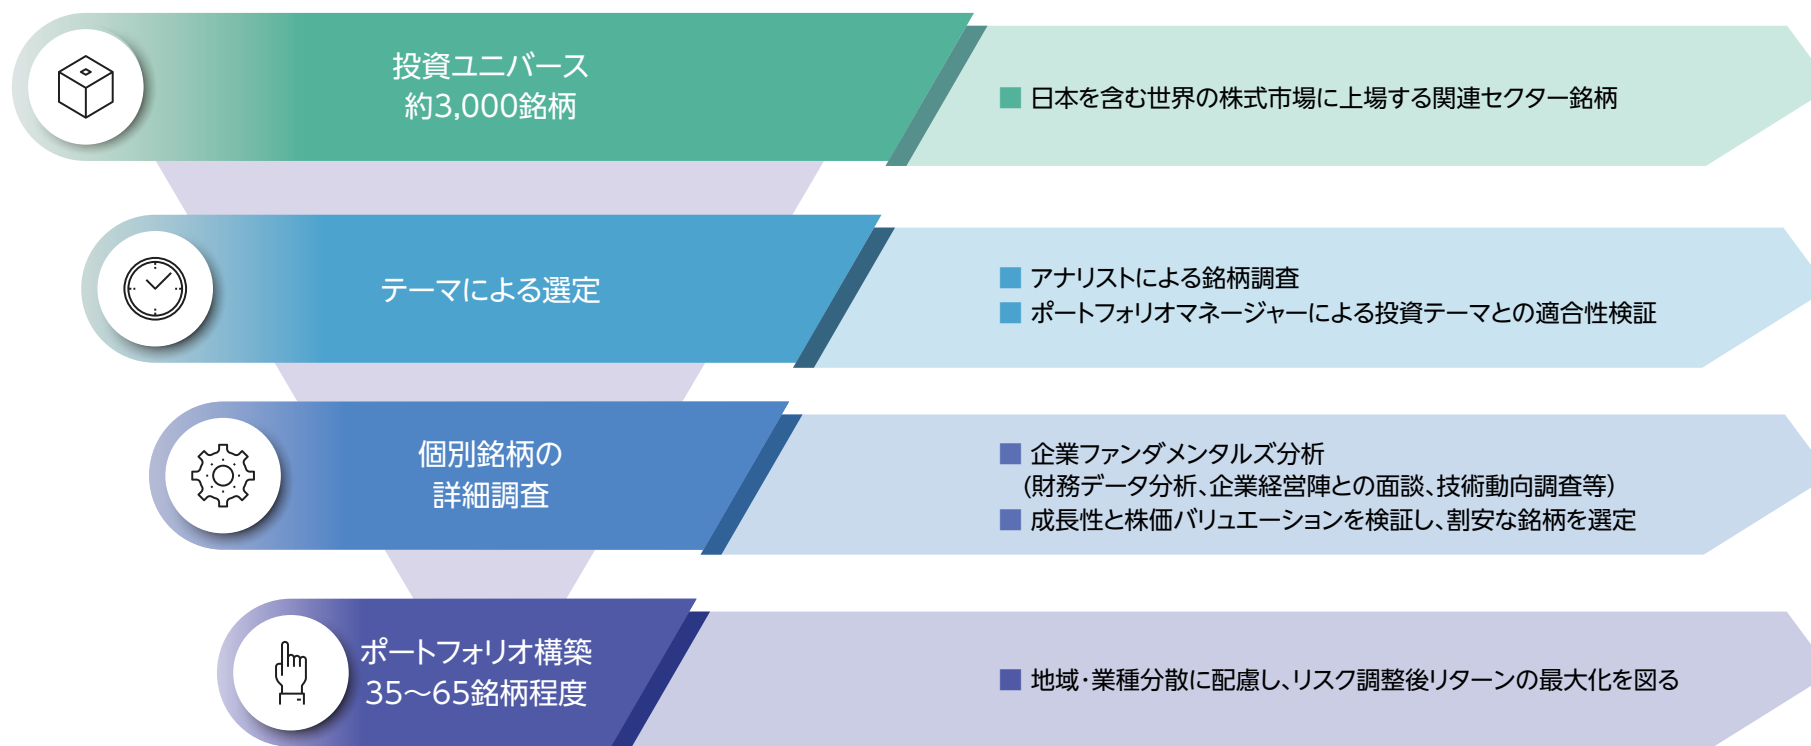 投資ユニバース
約3,000銘柄
■ 日本を含む世界の株式市場に上場する関連セクター銘柄
テーマによる選定
■ アナリストによる銘柄調査
■ ポートフォリオマネージャーによる投資テーマとの適合性検証
個別銘柄の
詳細調査
■ 企業ファンダメンタルズ分析
(財務データ分析、企業経営陣との面談、技術動向調査等)
■ 成長性と株価バリュエーションを検証し、割安な銘柄を選定
ポートフォリオ構築
35～65銘柄程度
■ 地域・業種分散に配慮し、リスク調整後リターンの最大化を図る